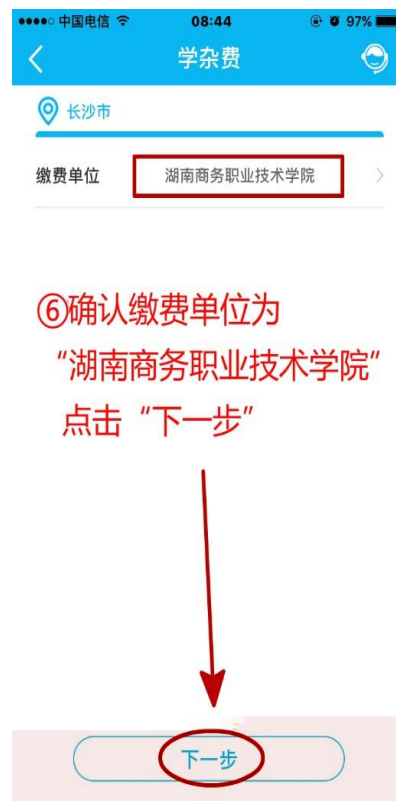 中国电信 08:44 97%
学杂费
长沙市
缴费单位 湖南商务职业技术学院
⑥确认缴费单位为
“湖南商务职业技术学院”
点击“下一步”
下一步